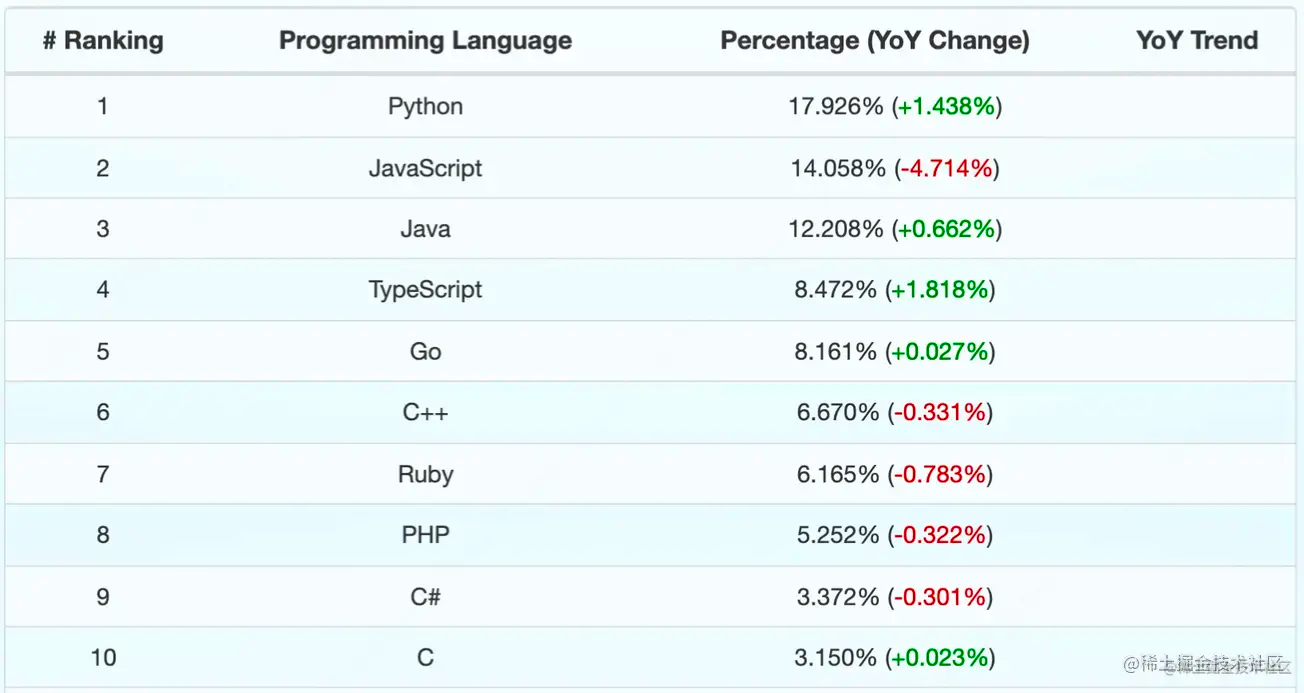 # Ranking Programming Language Percentage (YoY Change) YoY Trend
1 Python 17.926% (+1.438%)
2 JavaScript 14.058% (-4.714%)
3 Java 12.208% (+0.662%)
4 TypeScript 8.472% (+1.818%)
5 Go 8.161% (+0.027%)
6 C++ 6.670% (-0.331%)
7 Ruby 6.165% (-0.783%)
8 PHP 5.252% (-0.322%)
9 C# 3.372% (-0.301%)
10 C 3.150% (+0.023%)
@稀土掘金技术社区